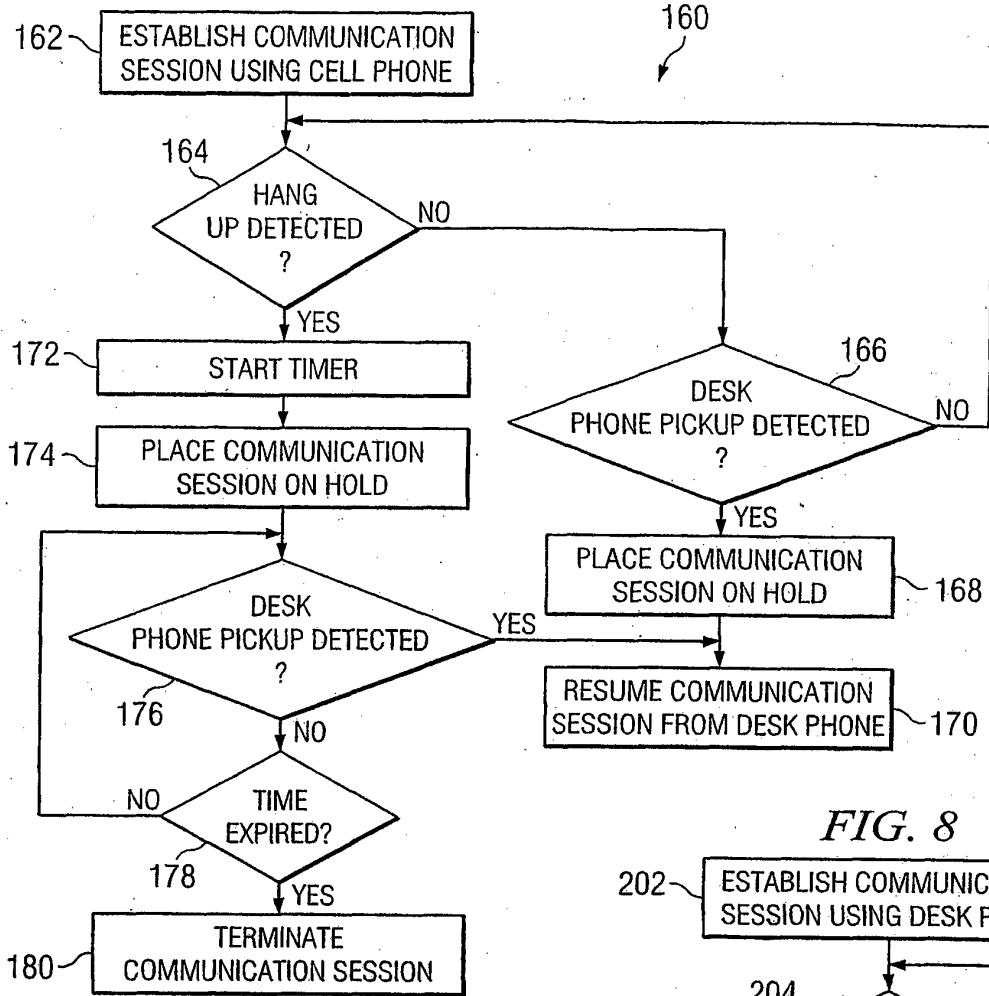 160
162
ESTABLISH COMMUNICATION
SESSION USING CELL PHONE
164
HANG
UP DETECTED
?
NO
YES
172
START TIMER
166
DESK
PHONE PICKUP DETECTED
?
NO
YES
174
PLACE COMMUNICATION
SESSION ON HOLD
PLACE COMMUNICATION
SESSION ON HOLD
168
DESK
PHONE PICKUP DETECTED
?
YES
176
NO
RESUME COMMUNICATION
SESSION FROM DESK PHONE
170
TIME
EXPIRED?
NO
178
YES
180
TERMINATE
COMMUNICATION SESSION
FIG. 8
202
ESTABLISH COMMUNIC
SESSION USING DESK P
204